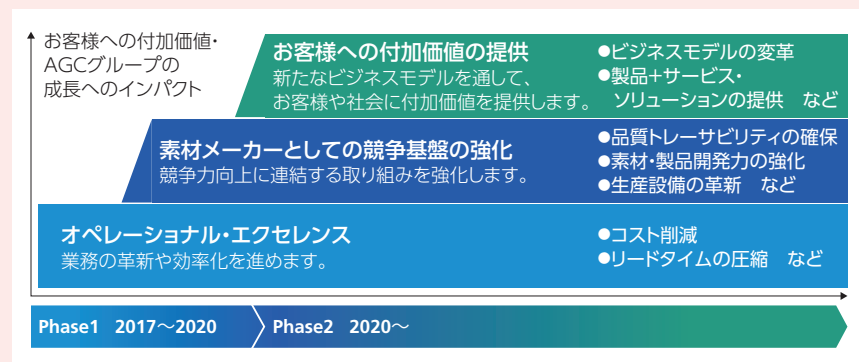 お客様への付加価値・
AGCグループの
成長へのインパクト
お客様への付加価値の提供
新たなビジネスモデルを通して、
お客様や社会に付加価値を提供します。
●ビジネスモデルの変革
●製品+サービス・
ソリューションの提供　など
素材メーカーとしての競争基盤の強化
競争力向上に連結する取り組みを強化します。
●品質トレーサビリティの確保
●素材・製品開発力の強化
●生産設備の革新　など
オペレーショナル・エクセレンス
業務の革新や効率化を進めます。
●コスト削減
●リードタイムの圧縮　など
Phase1 2017～2020
Phase2 2020～